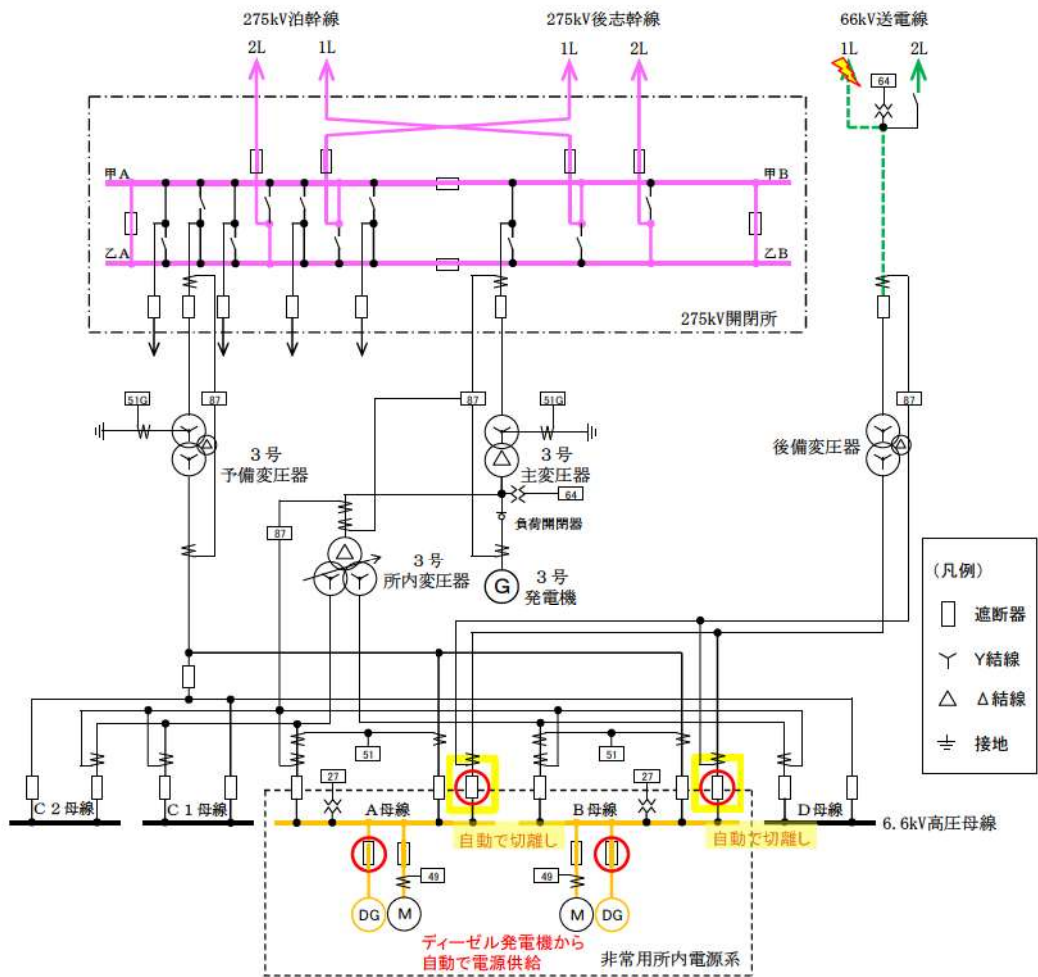 275kV泊幹線
275kV後志幹線
66kV送電線
2L
1L
1L
2L
1L
2L
64
甲A
甲B
乙A
乙B
275kV開閉所
51G
87
87
51G
87
3号
予備変圧器
3号
主変圧器
後備変圧器
64
負荷開閉器
87
3号
所内変圧器
G
3号
発電機
(凡例)
遮断器
Y結線
Δ結線
接地
51
51
27
27
C2母線
C1母線
A母線
B母線
D母線
6.6kV高圧母線
自動で切離し
自動で切離し
49
49
DG
M
M
DG
ディーゼル発電機から
自動で電源供給
非常用所内電源系